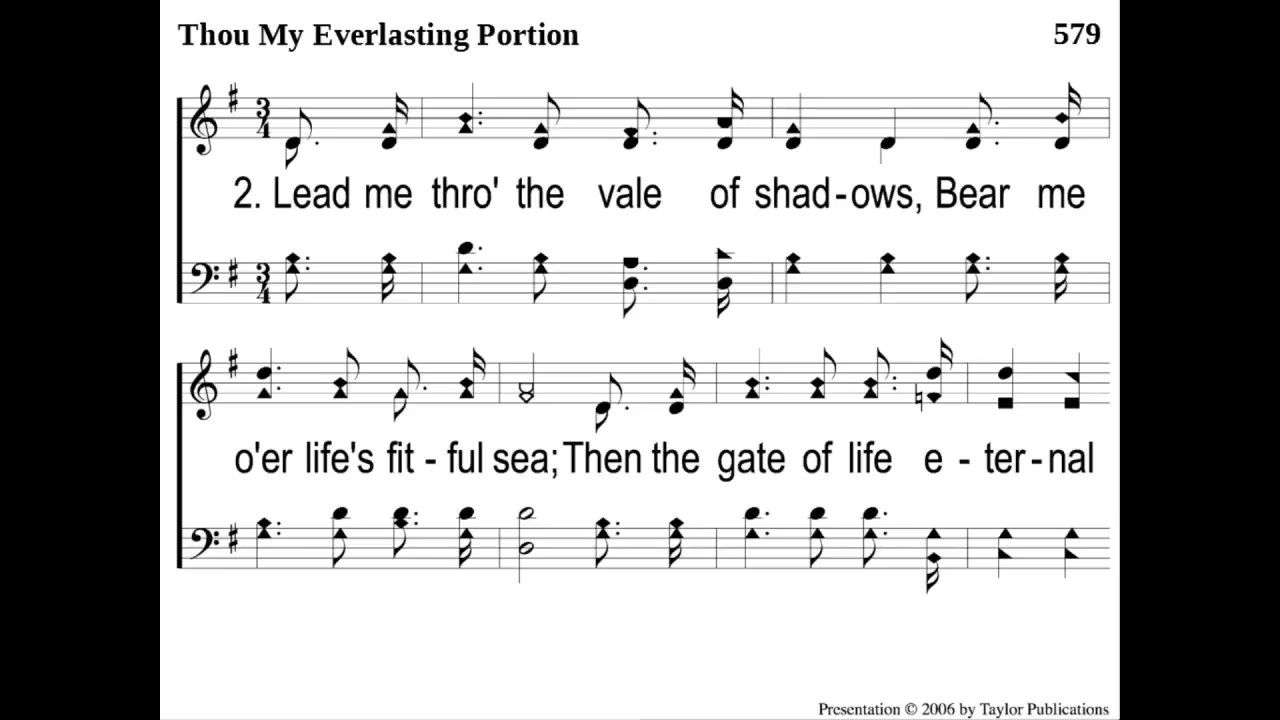 Thou My Everlasting Portion 579
2. Lead me thro' the vale of shad-ows, Bear me
o'er life's fit - ful sea; Then the gate of life e - ter - nal
Presentation © 2006 by Taylor Publications